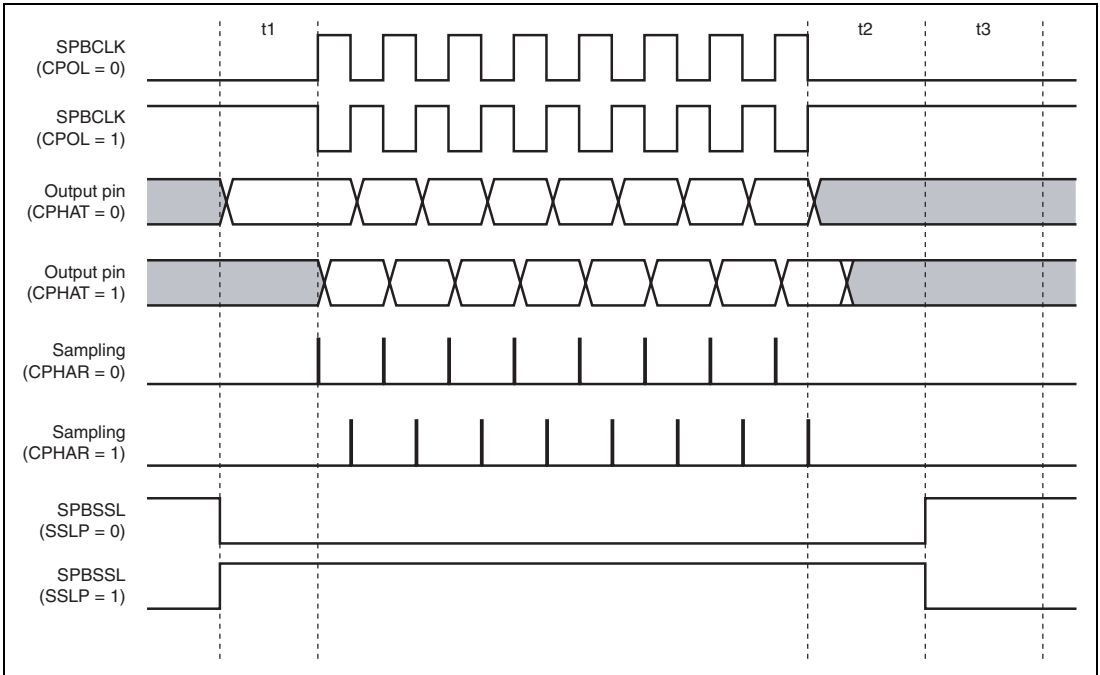 t1
t2
t3
SPBCLK
(CPOL = 0)
SPBCLK
(CPOL = 1)
Output pin
(CPHAT = 0)
Output pin
(CPHAT = 1)
Sampling
(CPHAR = 0)
Sampling
(CPHAR = 1)
SPBSSL
(SSLP = 0)
SPBSSL
(SSLP = 1)